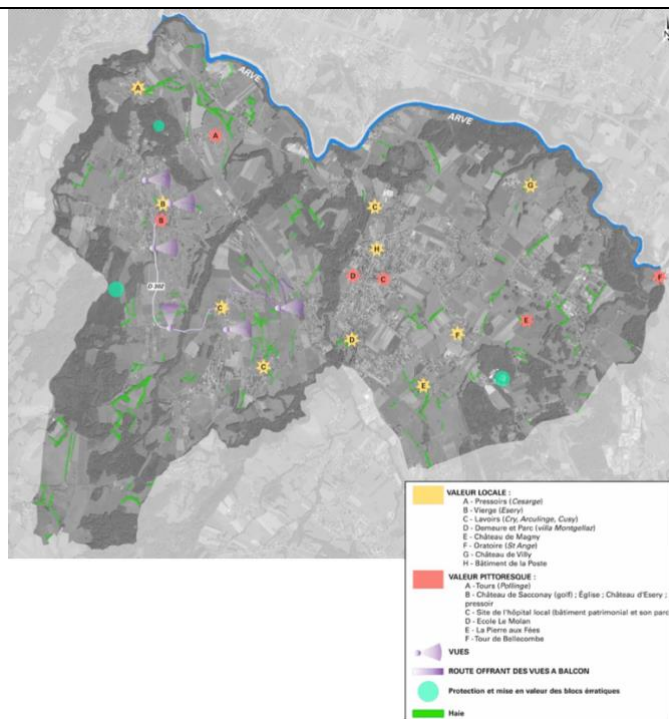 N
ARVE
ARVE
A
A
B
B
D 302
C
C
C
H
D
C
D
G
F
E
F
E
VALEUR LOCALE :
A - Pressoirs (Cesarge)
B - Vierge (Esery)
C - Lavoirs (Cry, Arculinge, Cusy)
D - Demeure et Parc (villa Montgellaz)
E - Château de Magny
F - Oratoire (St Ange)
G - Château de Villy
H - Bâtiment de la Poste
VALEUR PITTORESQUE :
A - Tours (Pollinge)
B - Château de Sacconay (golf) ; Église ; Château d'Esery ;
pressoir
C - Site de l'hôpital local (bâtiment patrimonial et son parc
D - Ecole Le Molan
E - La Pierre aux Fées
F - Tour de Bellecombe
VUES
ROUTE OFFRANT DES VUES A BALCON
Protection et mise en valeur des blocs érratiques
Haie